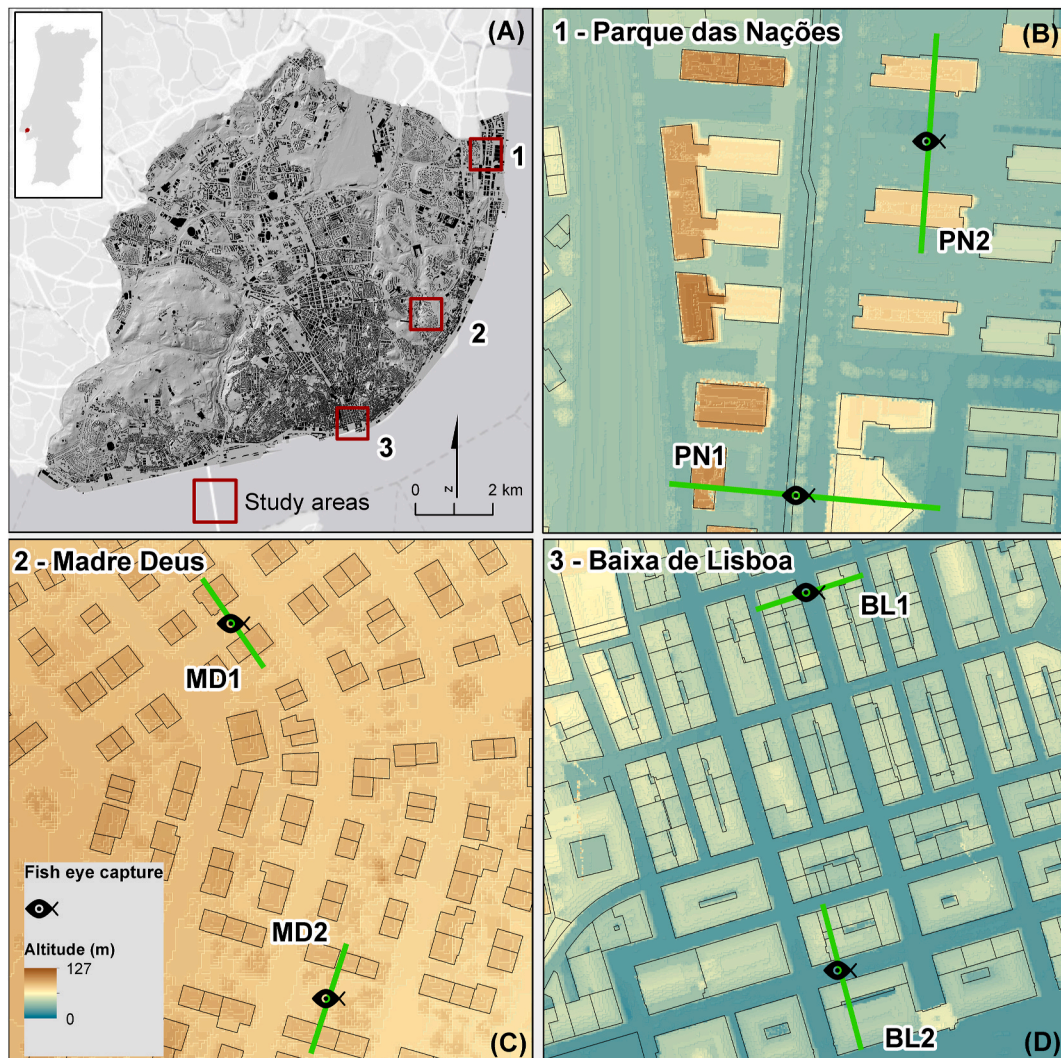 (A)
1
2
3
0
z
2 km
Study areas
1 - Parque das Nações
(B)
PN2
PN1
2 - Madre Deus
MD1
MD2
Fish eye capture
Altitude (m)
127
0
(C)
3 - Baixa de Lisboa
BL1
BL2
(D)